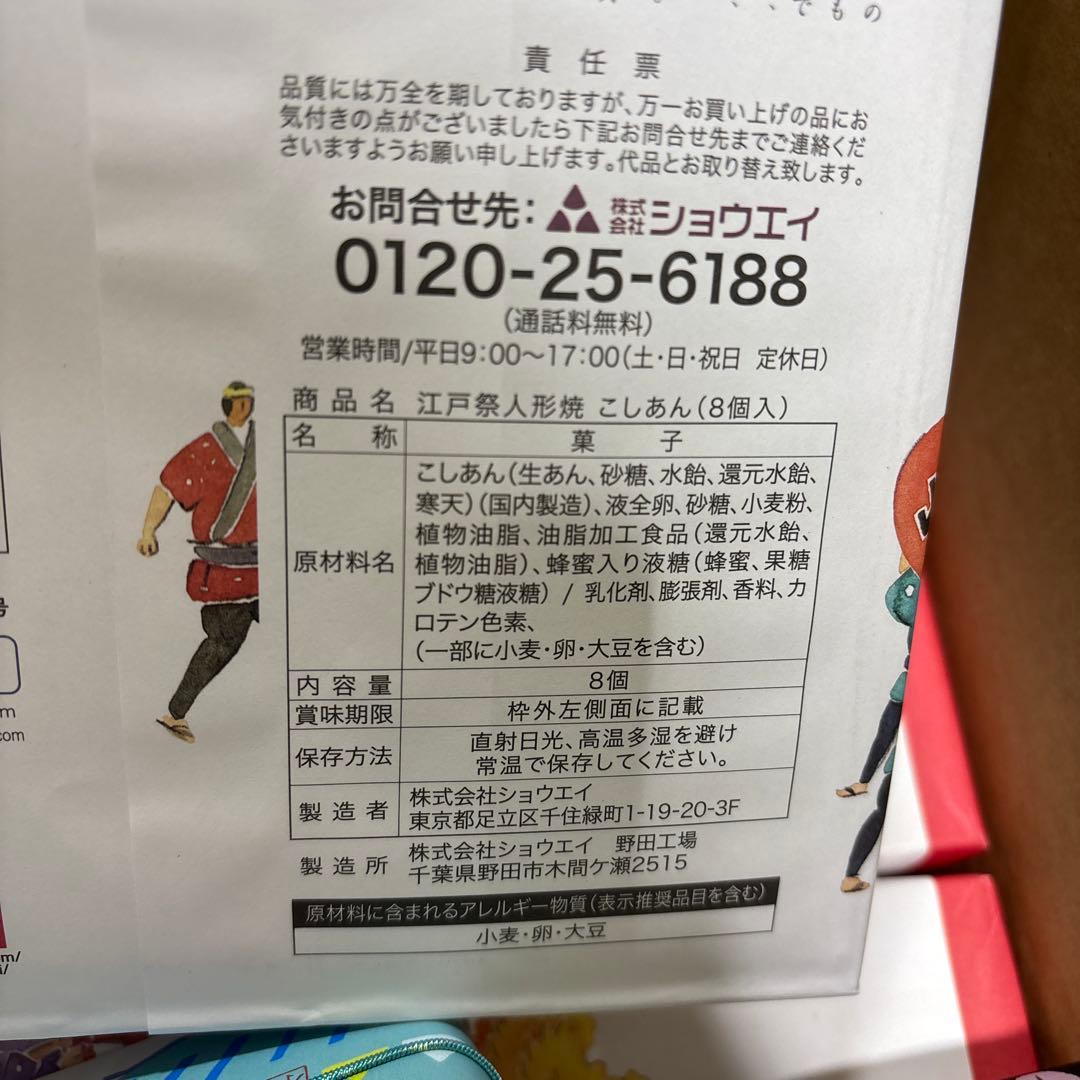 でもの
責任票
品質には万全を期しておりますが、万一お買い上げの品にお
気付きの点がございましたら下記お問合せ先までご連絡くだ
さいますようお願い申し上げます。代品とお取り替え致します。
お問合せ先: 株式会社ショウエイ
0120-25-6188
(通話料無料)
営業時間/平日9:00〜17:00(土・日・祝日 定休日)
商品名 江戸祭人形焼 こしあん(8個入)
名称 菓子
原材料名 こしあん(生あん、砂糖、水飴、還元水飴、
寒天)(国内製造)、液全卵、砂糖、小麦粉、
植物油脂、油脂加工食品(還元水飴、
植物油脂)、蜂蜜入り液糖(蜂蜜、果糖
ブドウ糖液糖) / 乳化剤、膨張剤、香料、カ
ロテン色素、
(一部に小麦・卵・大豆を含む)
内容量 8個
賞味期限 枠外左側面に記載
保存方法 直射日光、高温多湿を避け
常温で保存してください。
製造者 株式会社ショウエイ
東京都足立区千住緑町1-19-20-3F
製造所 株式会社ショウエイ 野田工場
千葉県野田市木間ケ瀬2515
原材料に含まれるアレルギー物質(表示推奨品目を含む)
小麦・卵・大豆
号
m
com
m/
i/